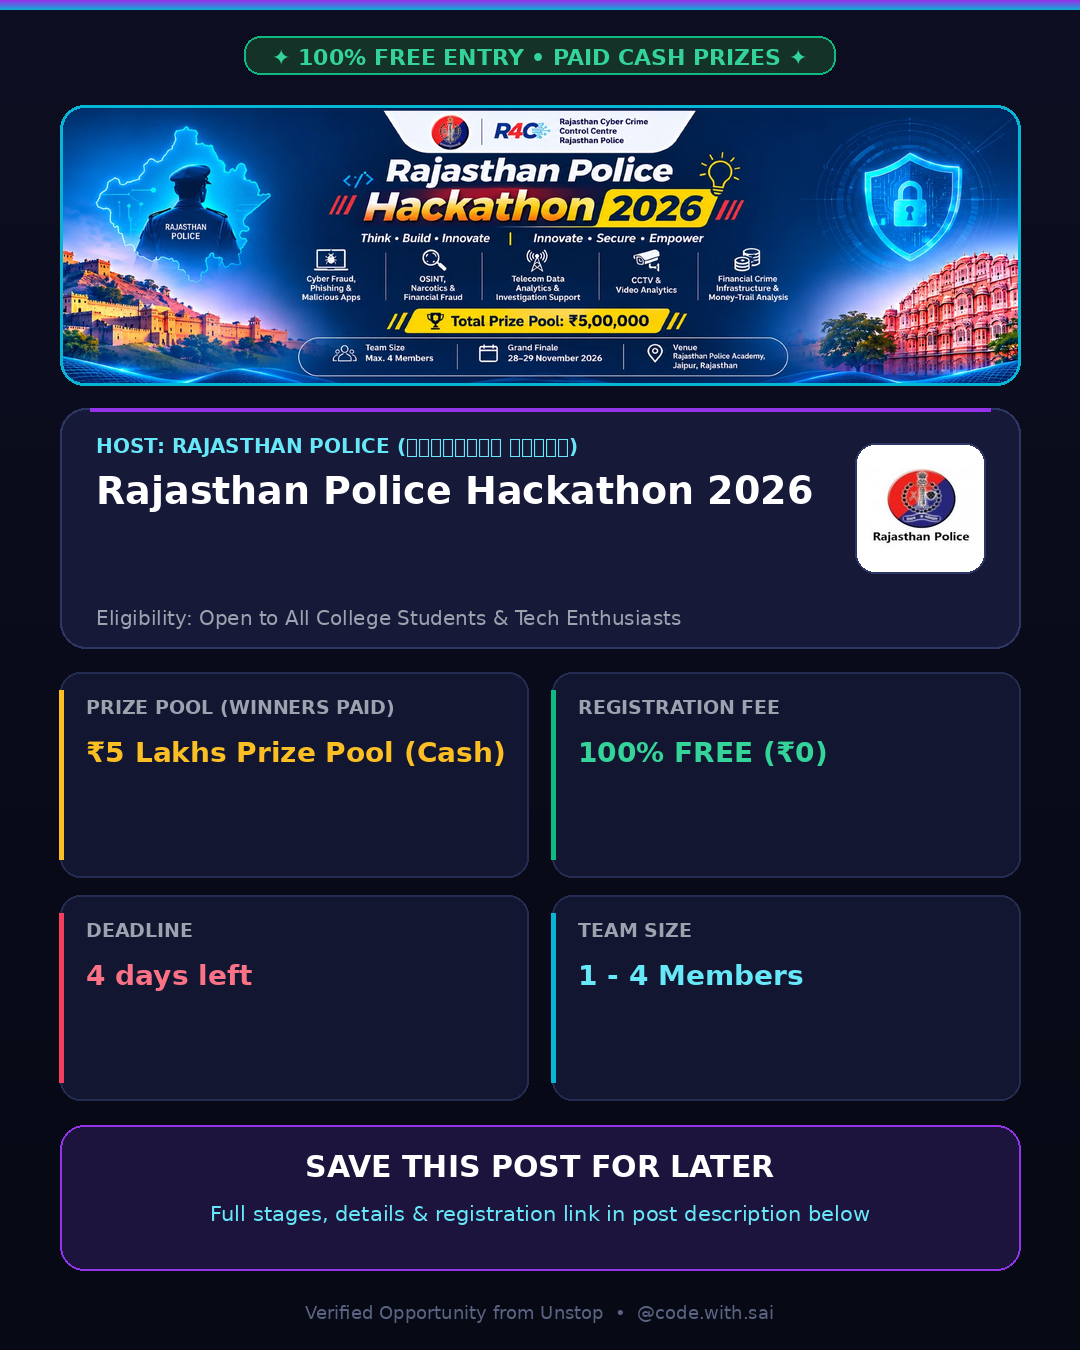 ✦ 100% FREE ENTRY • PAID CASH PRIZES ✦
R4C
Rajasthan Cyber Crime
Control Centre
Rajasthan Police
Rajasthan Police
Hackathon 2026
Think • Build • Innovate | Innovate • Secure • Empower
RAJASTHAN
POLICE
Cyber Fraud,
Phishing &
Malicious Apps
OSINT,
Narcotics &
Financial Fraud
Telecom Data
Analytics &
Investigation Support
CCTV &
Video Analytics
Financial Crime
Infrastructure &
Money-Trail Analysis
Total Prize Pool: ₹5,00,000
Team Size
Max. 4 Members
Grand Finale
28–29 November 2026
Venue
Rajasthan Police Academy,
Jaipur, Rajasthan
HOST: RAJASTHAN POLICE (
Rajasthan Police Hackathon 2026
Rajasthan Police
Eligibility: Open to All College Students & Tech Enthusiasts
PRIZE POOL (WINNERS PAID)
₹5 Lakhs Prize Pool (Cash)
REGISTRATION FEE
100% FREE (₹0)
DEADLINE
4 days left
TEAM SIZE
1 - 4 Members
SAVE THIS POST FOR LATER
Full stages, details & registration link in post description below
Verified Opportunity from Unstop • @code.with.sai